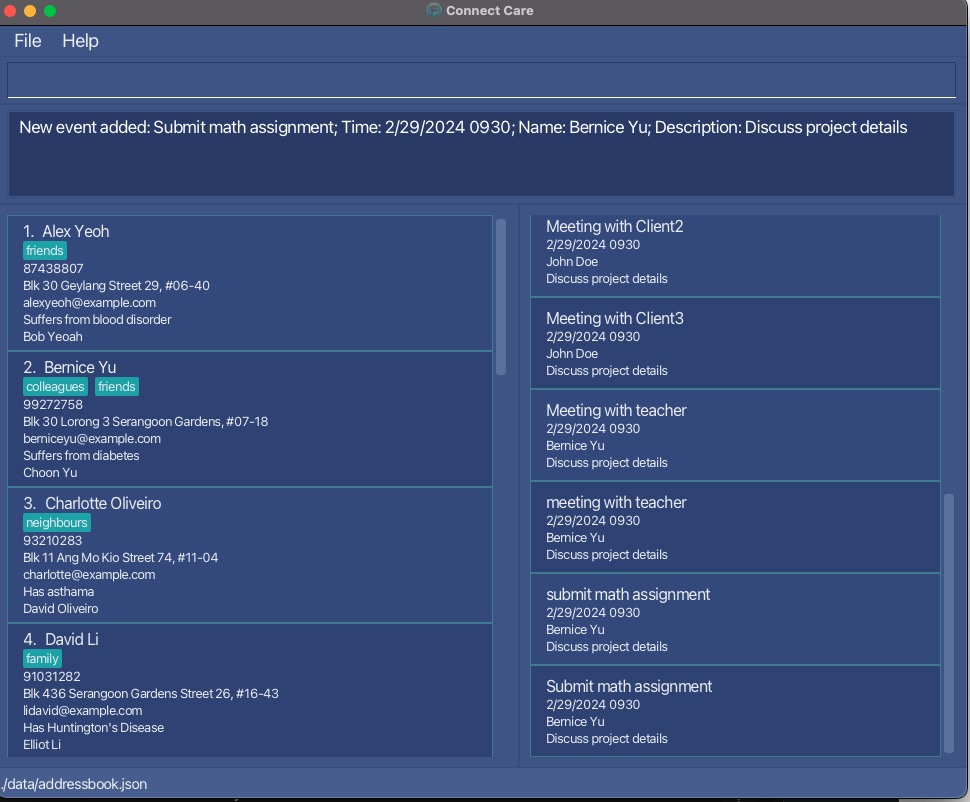 Connect Care
File Help
New event added: Submit math assignment; Time: 2/29/2024 0930; Name: Bernice Yu; Description: Discuss project details
1. Alex Yeoh
friends
87438807
Blk 30 Geylang Street 29, #06-40
alexyeoh@example.com
Suffers from blood disorder
Bob Yeoah
2. Bernice Yu
colleagues friends
99272758
Blk 30 Lorong 3 Serangoon Gardens, #07-18
berniceyu@example.com
Suffers from diabetes
Choon Yu
3. Charlotte Oliveiro
neighbours
93210283
Blk 11 Ang Mo Kio Street 74, #11-04
charlotte@example.com
Has asthama
David Oliveiro
4. David Li
family
91031282
Blk 436 Serangoon Gardens Street 26, #16-43
lidavid@example.com
Has Huntington's Disease
Elliot Li
Meeting with Client2
2/29/2024 0930
John Doe
Discuss project details
Meeting with Client3
2/29/2024 0930
John Doe
Discuss project details
Meeting with teacher
2/29/2024 0930
Bernice Yu
Discuss project details
meeting with teacher
2/29/2024 0930
Bernice Yu
Discuss project details
submit math assignment
2/29/2024 0930
Bernice Yu
Discuss project details
Submit math assignment
2/29/2024 0930
Bernice Yu
Discuss project details
./data/addressbook.json